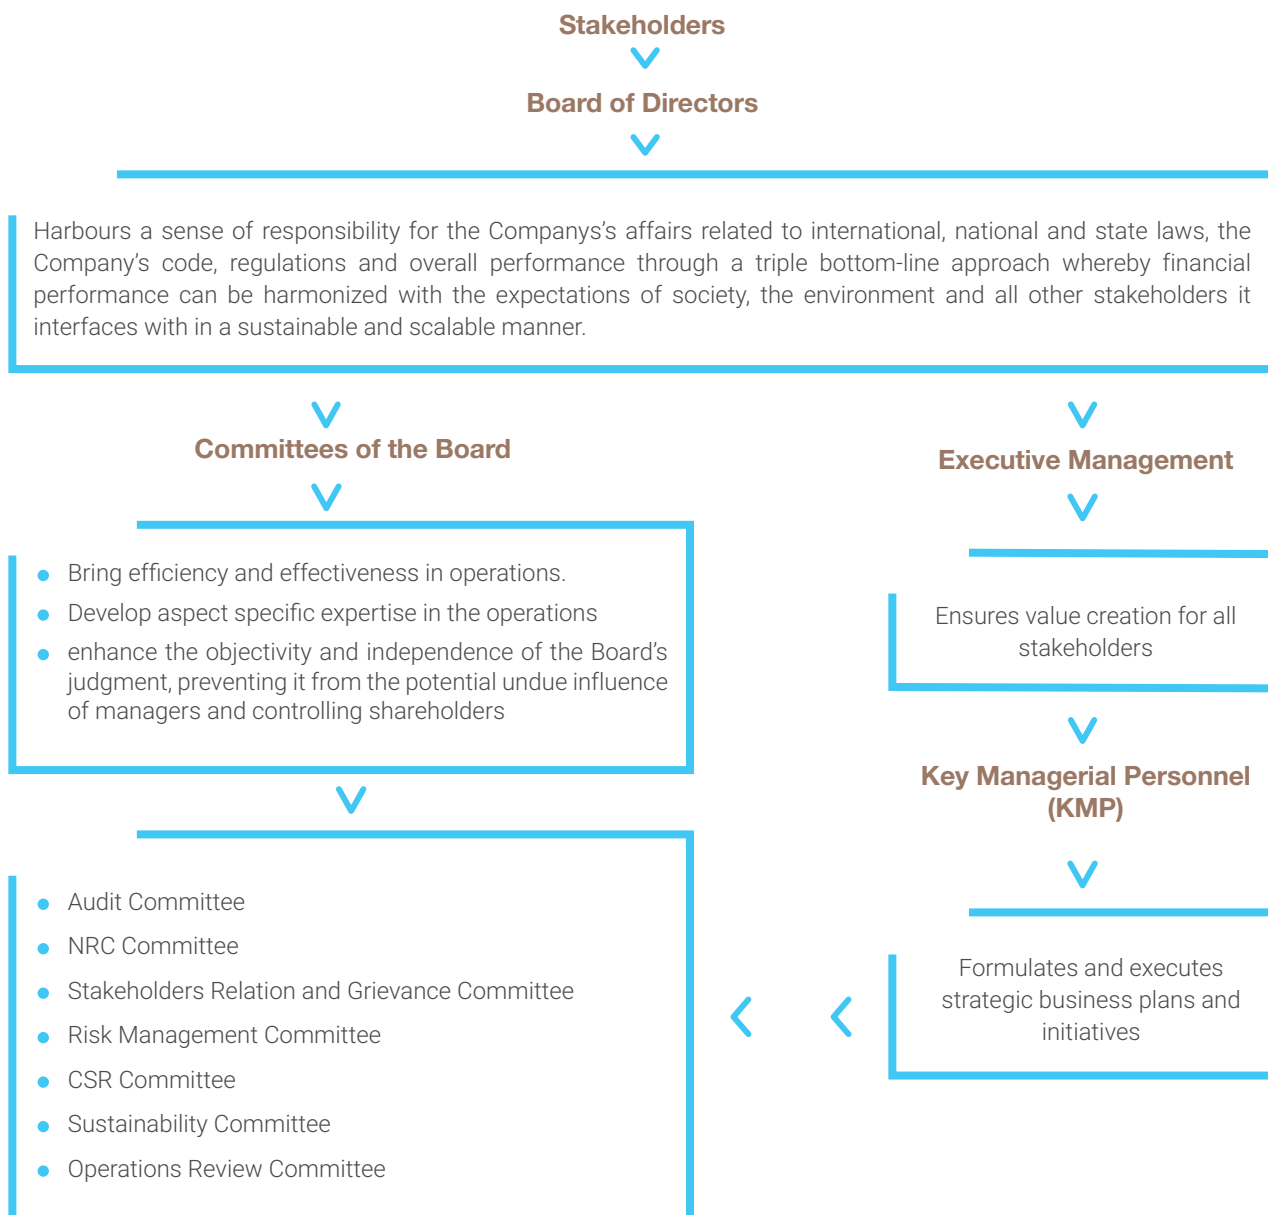 Stakeholders
Board of Directors
Harbours a sense of responsibility for the Companys's affairs related to international, national and state laws, the
Company's code, regulations and overall performance through a triple bottom-line approach whereby financial
performance can be harmonized with the expectations of society, the environment and all other stakeholders it
interfaces with in a sustainable and scalable manner.
Committees of the Board
Bring efficiency and effectiveness in operations.
Develop aspect specific expertise in the operations
enhance the objectivity and independence of the Board's
judgment, preventing it from the potential undue influence
of managers and controlling shareholders
Audit Committee
NRC Committee
Stakeholders Relation and Grievance Committee
Risk Management Committee
CSR Committee
Sustainability Committee
Operations Review Committee
Executive Management
Ensures value creation for all
stakeholders
Key Managerial Personnel
(KMP)
Formulates and executes
strategic business plans and
initiatives